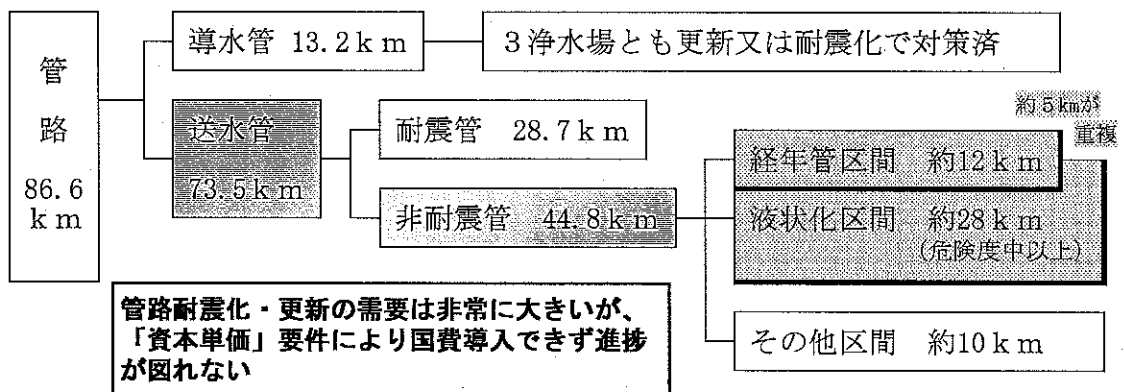 管
路
86.6
km
導水管 13.2km
3浄水場とも更新又は耐震化で対策済
送水管
73.5km
耐震管 28.7km
非耐震管 44.8km
約5kmが
重複
経年管区間 約12km
液状化区間 約28km
(危険度中以上)
その他区間 約10km
管路耐震化・更新の需要は非常に大きいが、
「資本単価」要件により国費導入できず進捗
が図れない